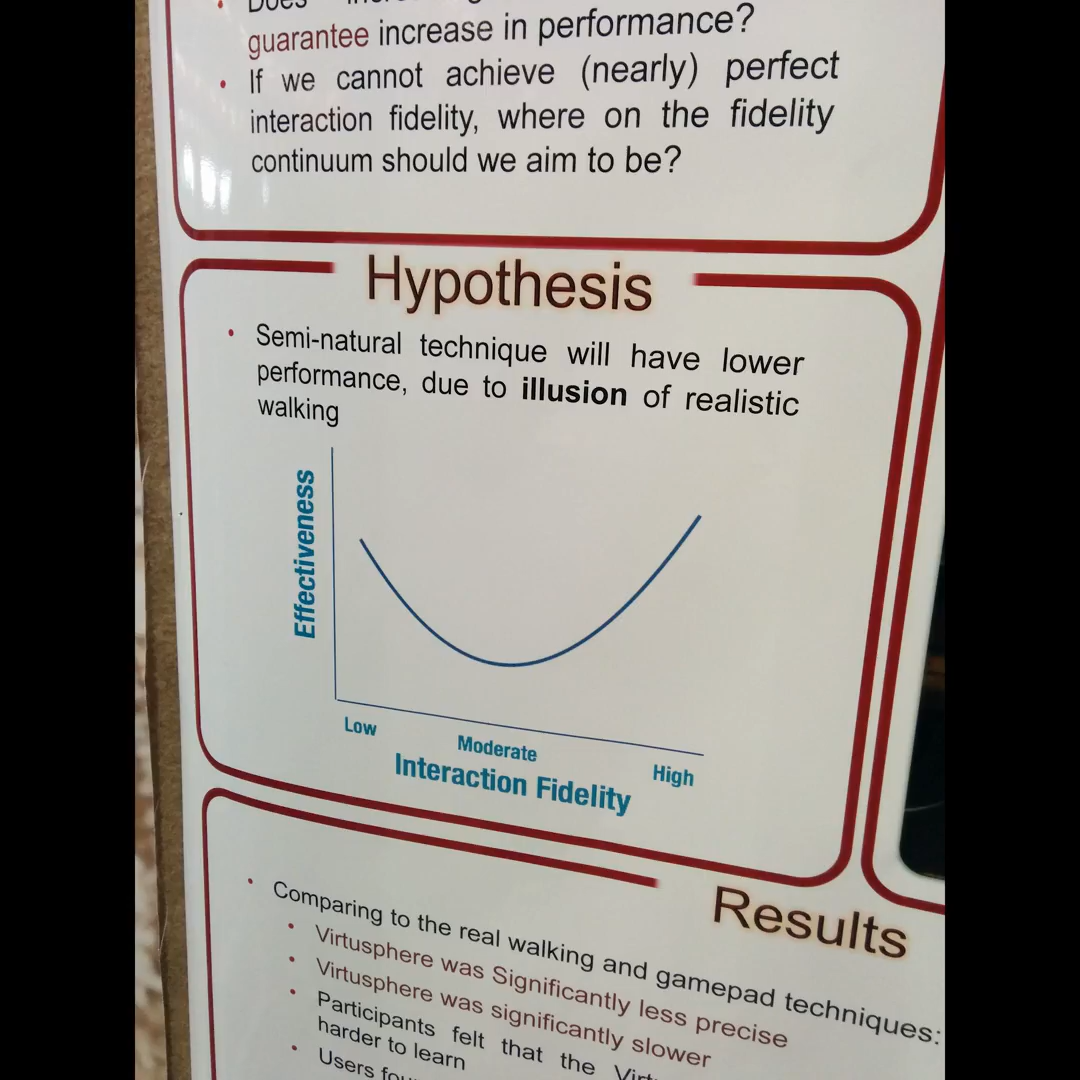 • Does
guarantee increase in performance?
• If we cannot achieve (nearly) perfect
interaction fidelity, where on the fidelity
continuum should we aim to be?
Hypothesis
• Semi-natural technique will have lower
performance, due to illusion of realistic
walking
Effectiveness
Low
Moderate
High
Interaction Fidelity
Results
• Comparing to the real walking and gamepad techniques:
• Virtusphere was Significantly less precise
• Virtusphere was significantly slower
• Participants felt that the
harder to learn
• Users